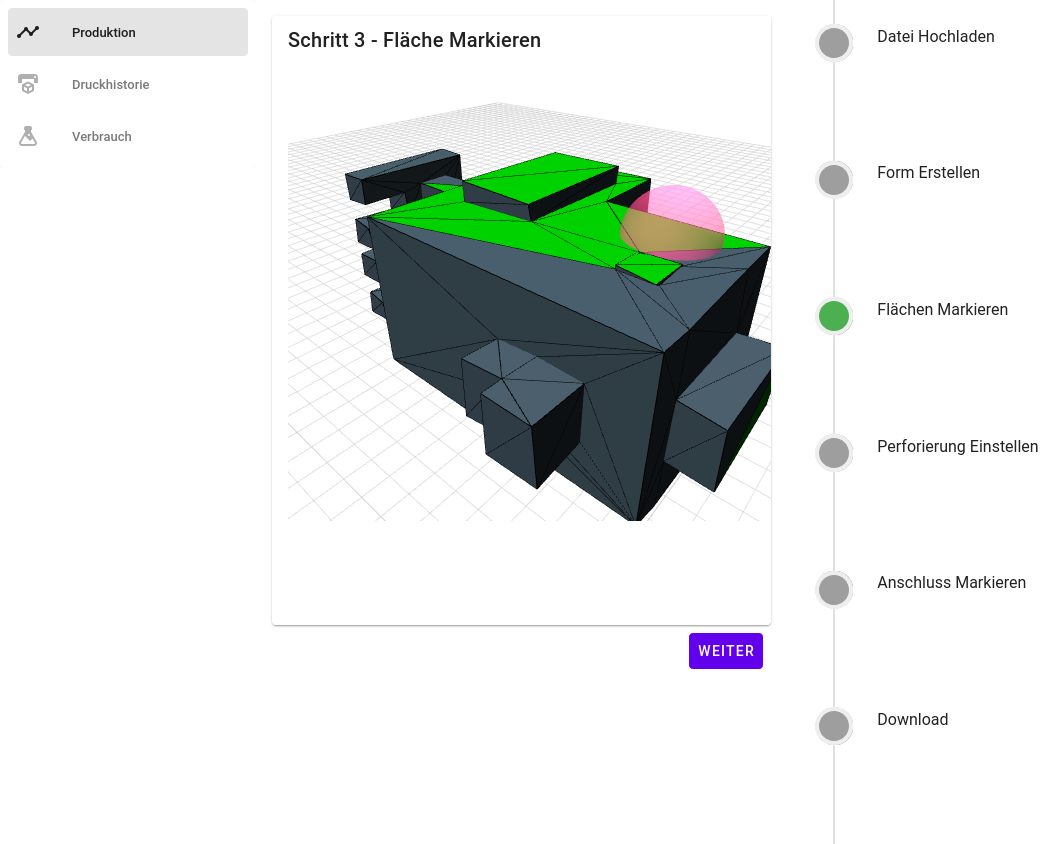 Produktion
Druckhistorie
Verbrauch
Schritt 3 - Fläche Markieren
WEITER
Datei Hochladen
Form Erstellen
Flächen Markieren
Perforierung Einstellen
Anschluss Markieren
Download